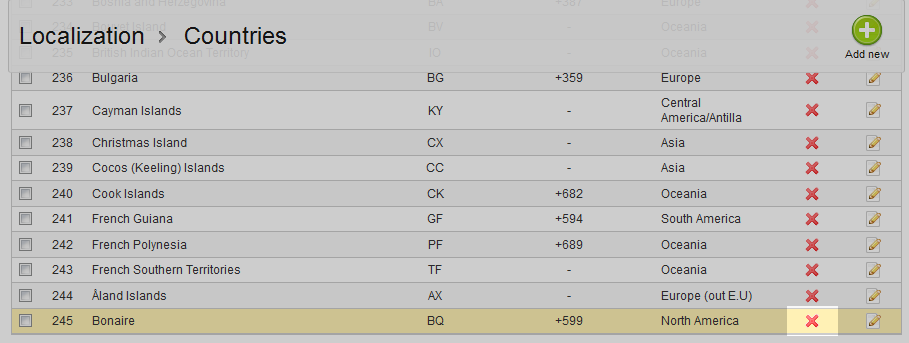 233 Bosnia and Herzegovina BA +387 Europe
234 Bouvet Island BV - Oceania
Localization > Countries
235 British Indian Ocean Territory IO - Oceania
Add new
236 Bulgaria BG +359 Europe
237 Cayman Islands KY - Central
America/Antilla
238 Christmas Island CX - Asia
239 Cocos (Keeling) Islands CC - Asia
240 Cook Islands CK +682 Oceania
241 French Guiana GF +594 South America
242 French Polynesia PF +689 Oceania
243 French Southern Territories TF - Oceania
244 Åland Islands AX - Europe (out E.U)
245 Bonaire BQ +599 North America